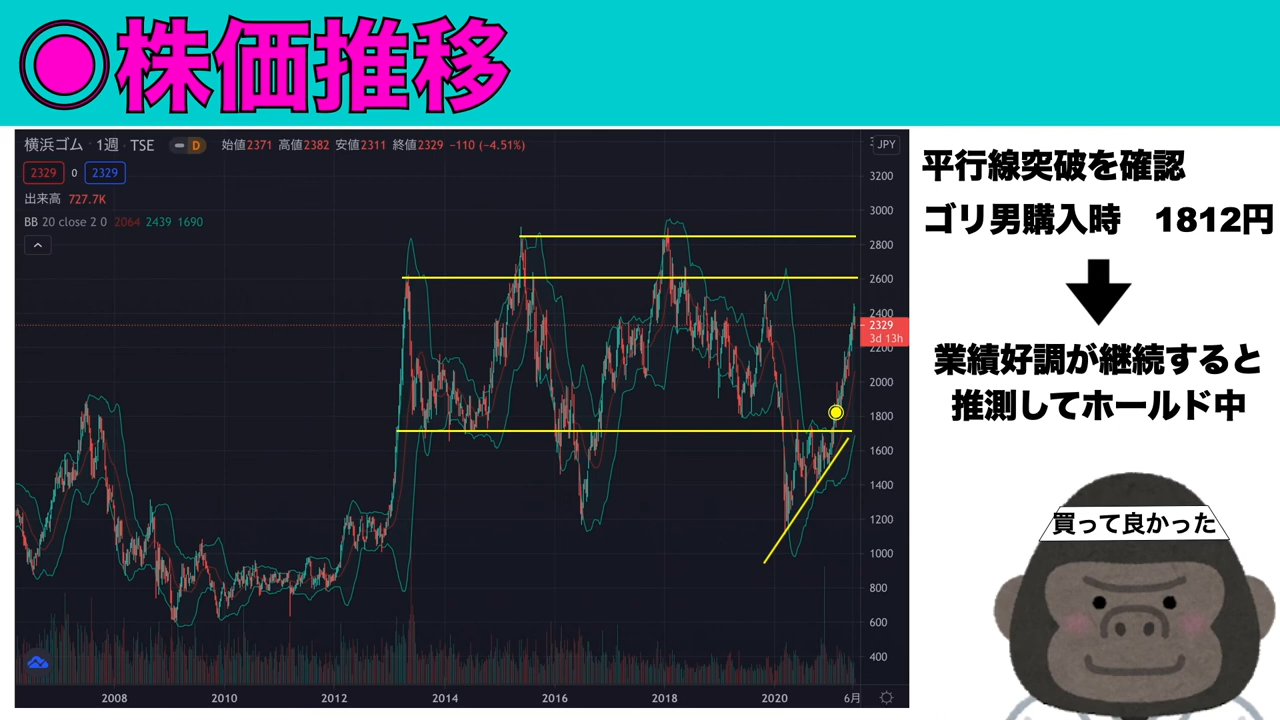 ◉株価推移
横浜ゴム · 1週 · TSE D 始値2371 高値2382 安値2311 終値2329 −110 (−4.51%)
JPY
2329 0 2329
出来高 727.7K
BB 20 close 2 0 2064 2439 1690
3200
3000
2800
2600
2400
2329
3d 13h
2200
2000
1800
1600
1400
1200
1000
800
600
400
2008 2010 2012 2014 2016 2018 2020 6月
平行線突破を確認
ゴリ男購入時 1812円
業績好調が継続すると
推測してホールド中
買って良かった